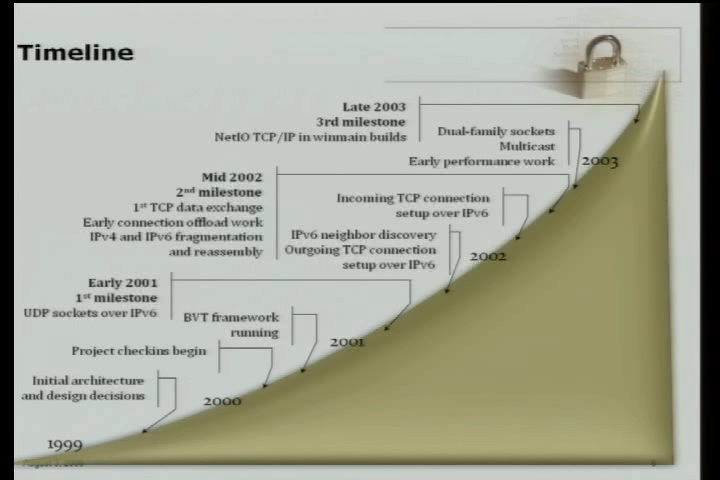 Timeline
Late 2003
3rd milestone
NetIO TCP/IP in winmain builds
Dual-family sockets
Multicast
Early performance work
2003
Mid 2002
2nd milestone
1st TCP data exchange
Early connection offload work
IPv4 and IPv6 fragmentation
and reassembly
Incoming TCP connection
setup over IPv6
IPv6 neighbor discovery
Outgoing TCP connection
setup over IPv6
2002
Early 2001
1st milestone
UDP sockets over IPv6
BVT framework
running
2001
Project checkins begin
Initial architecture
and design decisions
2000
1999